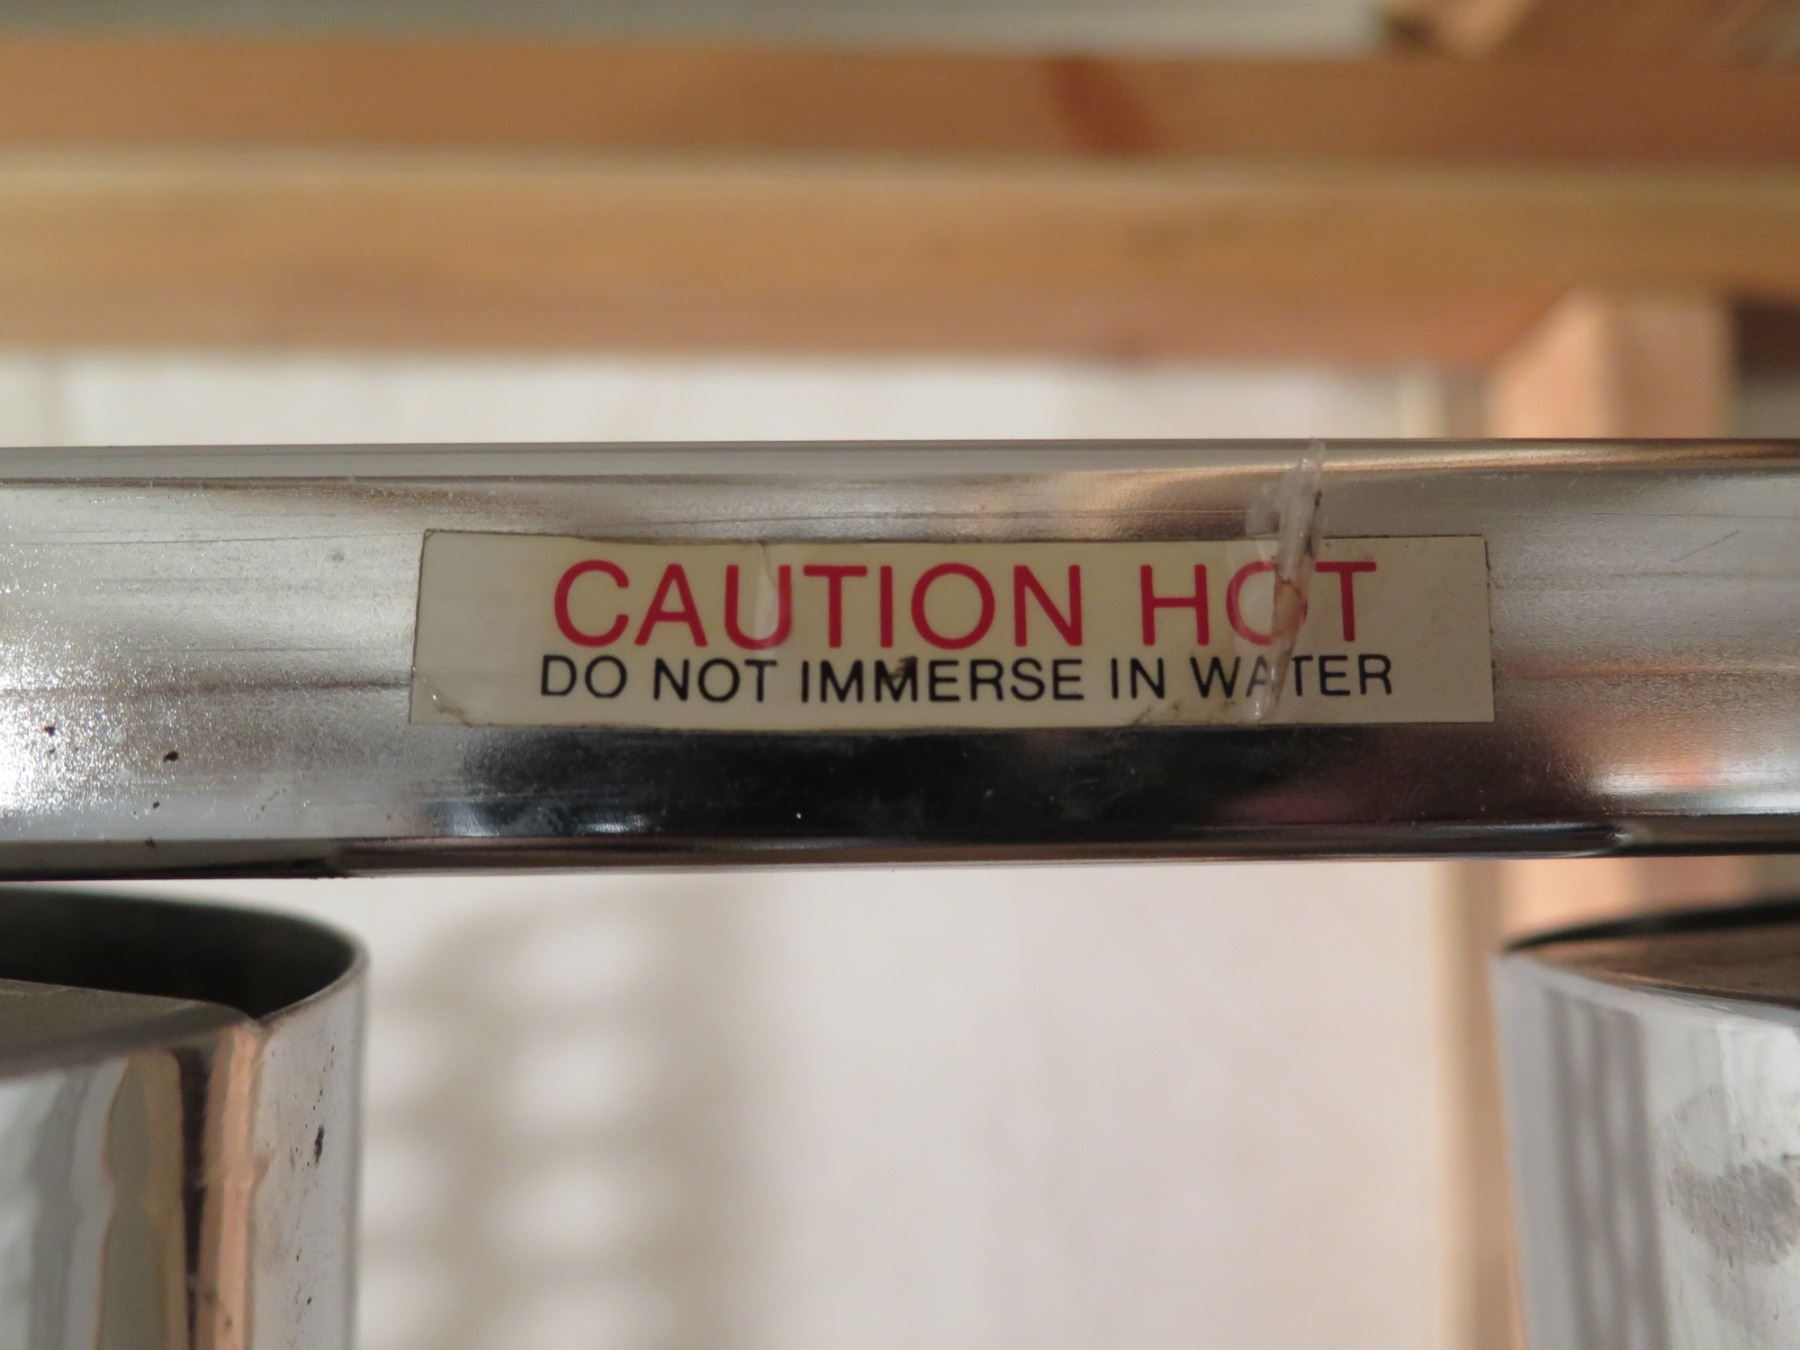 CAUTION HOT
DO NOT IMMERSE IN WATER